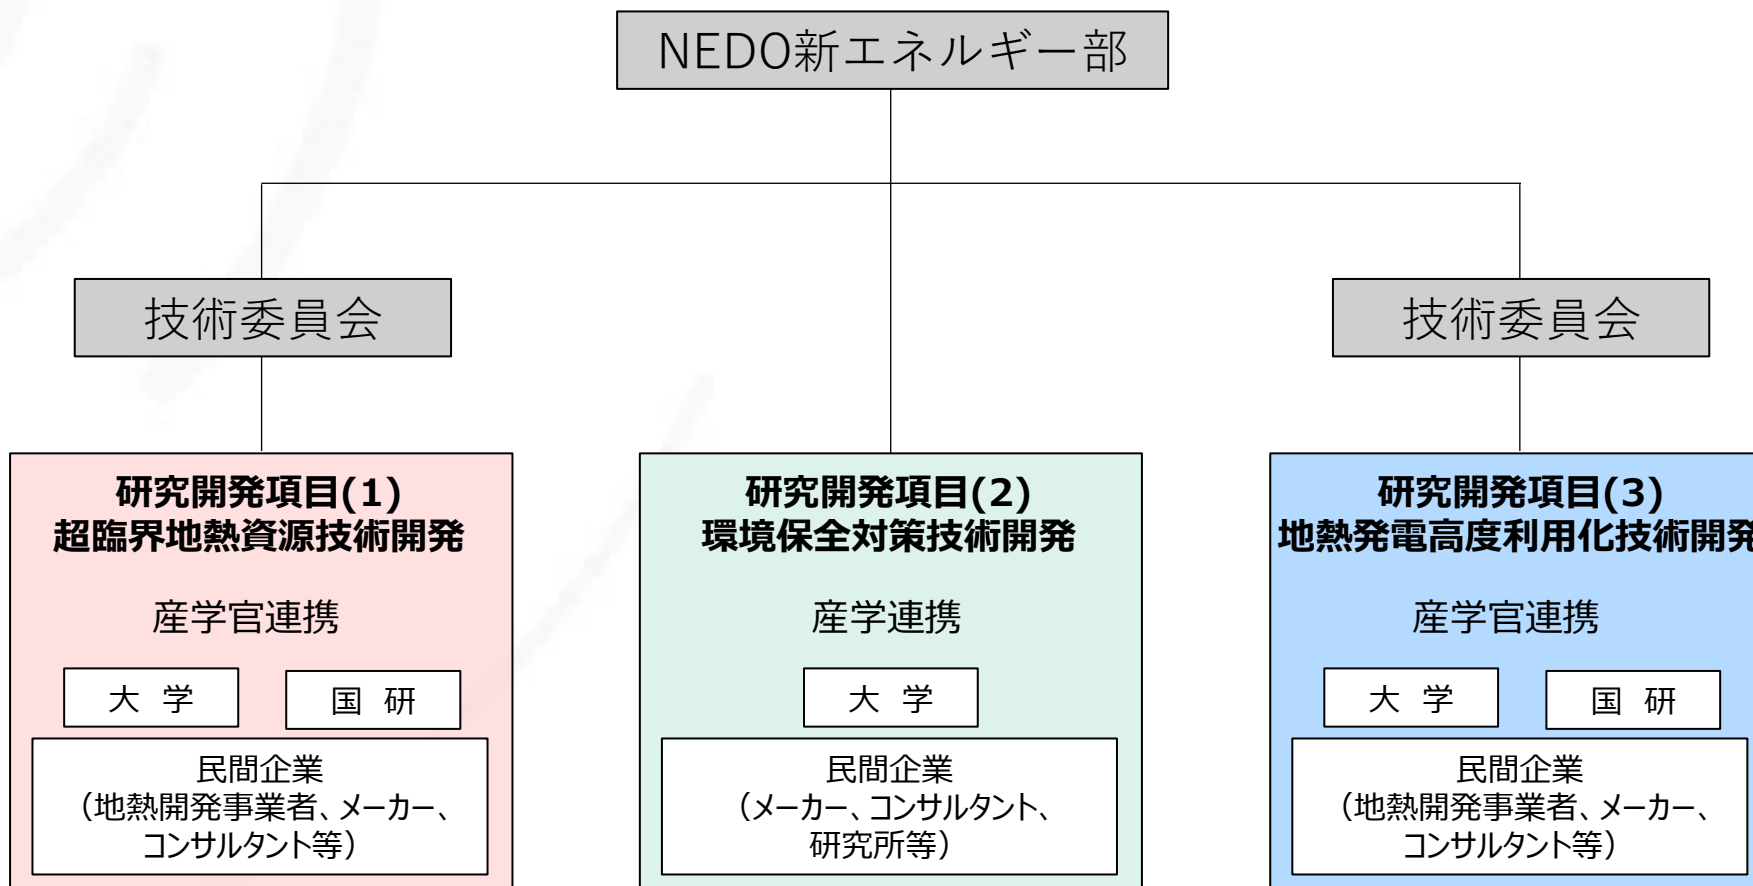 NEDO新エネルギー部
技術委員会
技術委員会
研究開発項目(1)
超臨界地熱資源技術開発
産学官連携
大 学
国 研
民間企業
（地熱開発事業者、メーカー、
コンサルタント等）
研究開発項目(2)
環境保全対策技術開発
産学連携
大 学
民間企業
（メーカー、コンサルタント、
研究所等）
研究開発項目(3)
地熱発電高度利用化技術開発
産学官連携
大 学
国 研
民間企業
（地熱開発事業者、メーカー、
コンサルタント等）